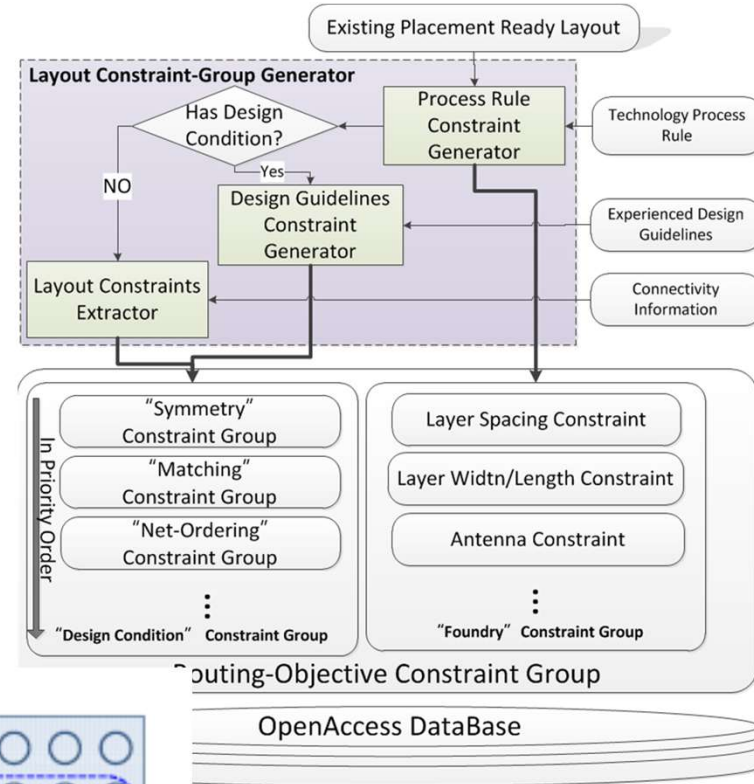 Existing Placement Ready Layout
Layout Constraint-Group Generator
Has Design
Condition?
Process Rule
Constraint
Generator
Technology Process
Rule
NO
Yes
Design Guidelines
Constraint
Generator
Experienced Design
Guidelines
Layout Constraints
Extractor
Connectivity
Information
In Priority Order
"Symmetry"
Constraint Group
"Matching"
Constraint Group
"Net-Ordering"
Constraint Group
"Design Condition" Constraint Group
Layer Spacing Constraint
Layer Widtn/Length Constraint
Antenna Constraint
"Foundry" Constraint Group
Routing-Objective Constraint Group
OpenAccess DataBase